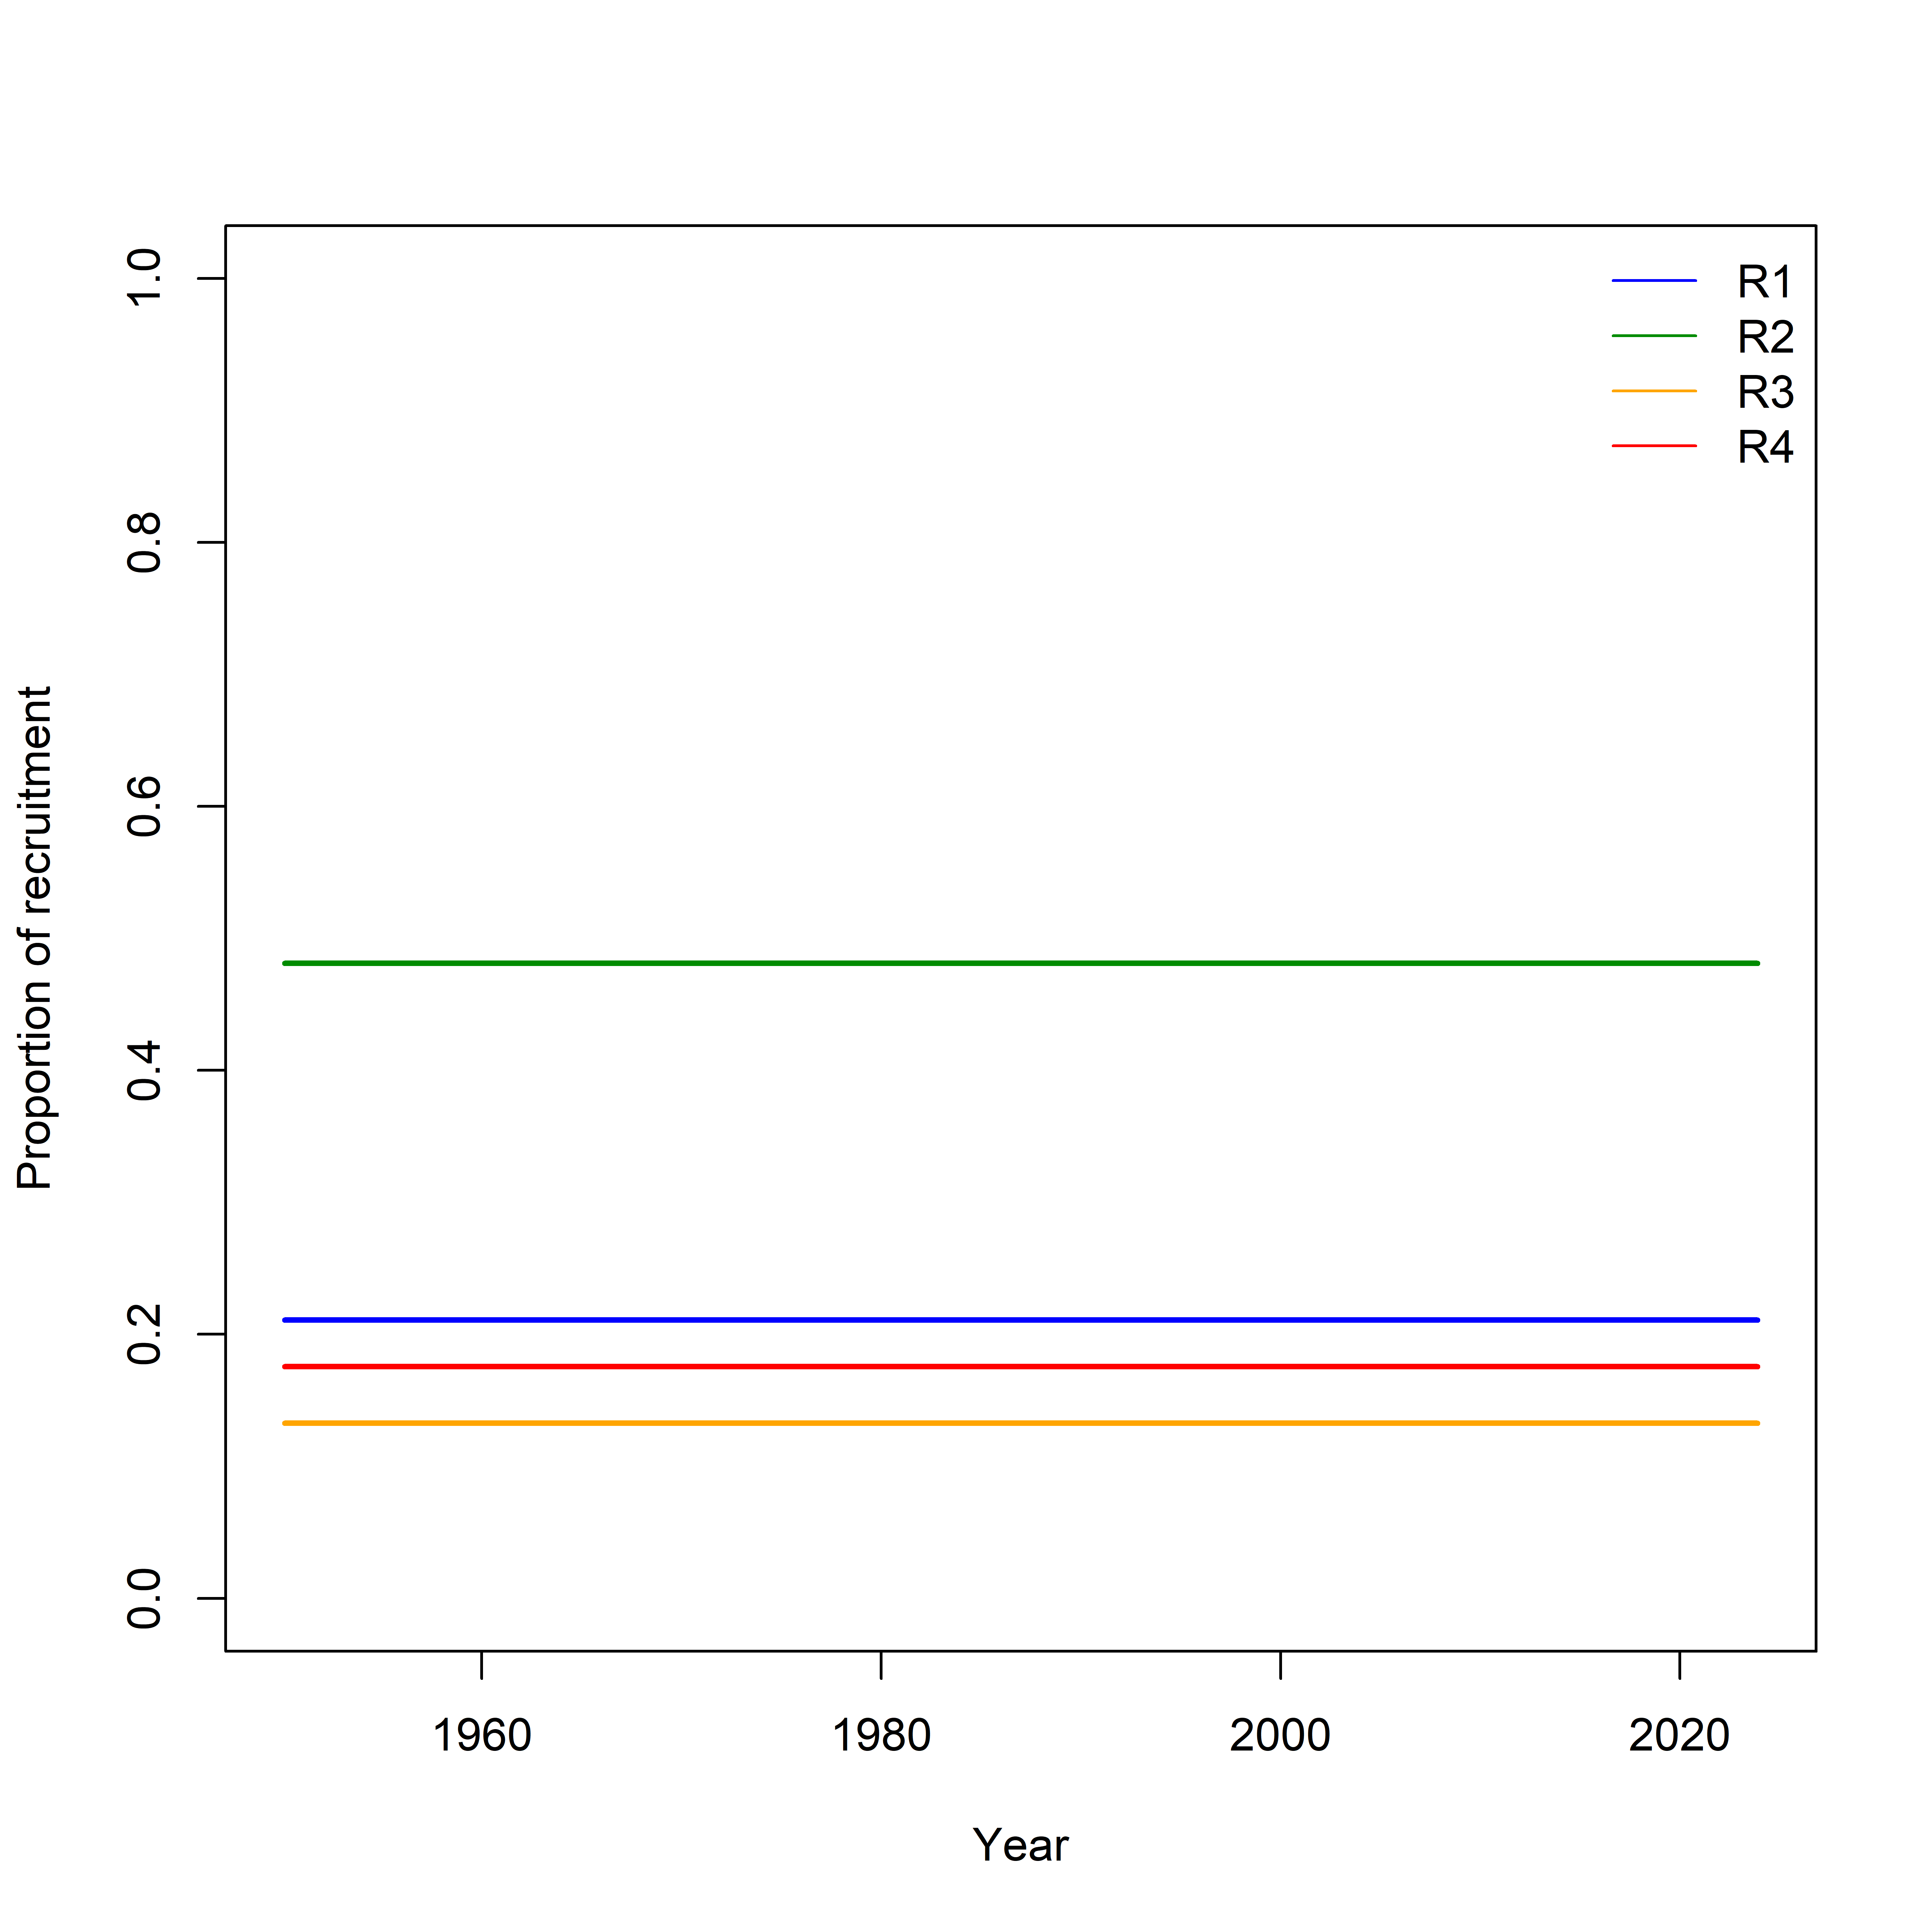 R1
R2
R3
R4
1.0
0.8
0.6
0.4
0.2
0.0
Proportion of recruitment
1960 1980 2000 2020
Year